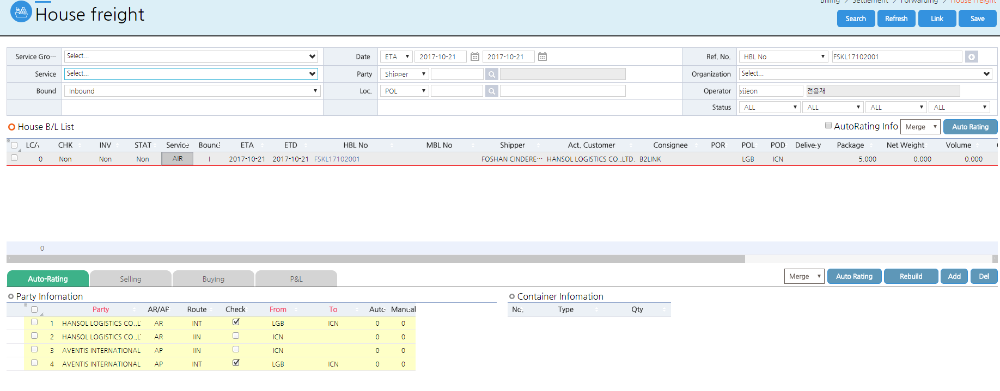 Billing > Settlement > Forwarding > House Freight
House freight
Search Refresh Link Save
Service Gro… Select... Date ETA 2017-10-21 2017-10-21 Ref. No. HBL No FSKL17102001
Service Select... Party Shipper Organization Select...
Bound Inbound Loc. POL Operator yjjeon 전용재
Status ALL ALL ALL ALL
House B/L List AutoRating Info Merge Auto Rating
CHK INV STAT Service Bound ETA ETD HBL No MBL No Shipper Act. Customer Consignee POR POL POD Delivery Package Net Weight Volume
0 Non Non Non AIR I 2017-10-21 2017-10-21 FSKL17102001 FOSHAN CINDERE… HANSOL LOGISTICS CO.,LTD. B2LINK LGB ICN 5.000 0.000 0.000
0
Auto-Rating Selling Buying P&L Merge Auto Rating Rebuild Add Del
Party Infomation Container Infomation
Party AR/AP Route Check From To Auto Manual No. Type Qty
1 HANSOL LOGISTICS CO.,LT AR INT LGB ICN 0 0
2 HANSOL LOGISTICS CO.,LT AR IIN ICN 0 0
3 AVENTIS INTERNATIONAL AP IIN ICN 0 0
4 AVENTIS INTERNATIONAL AP INT LGB ICN 0 0